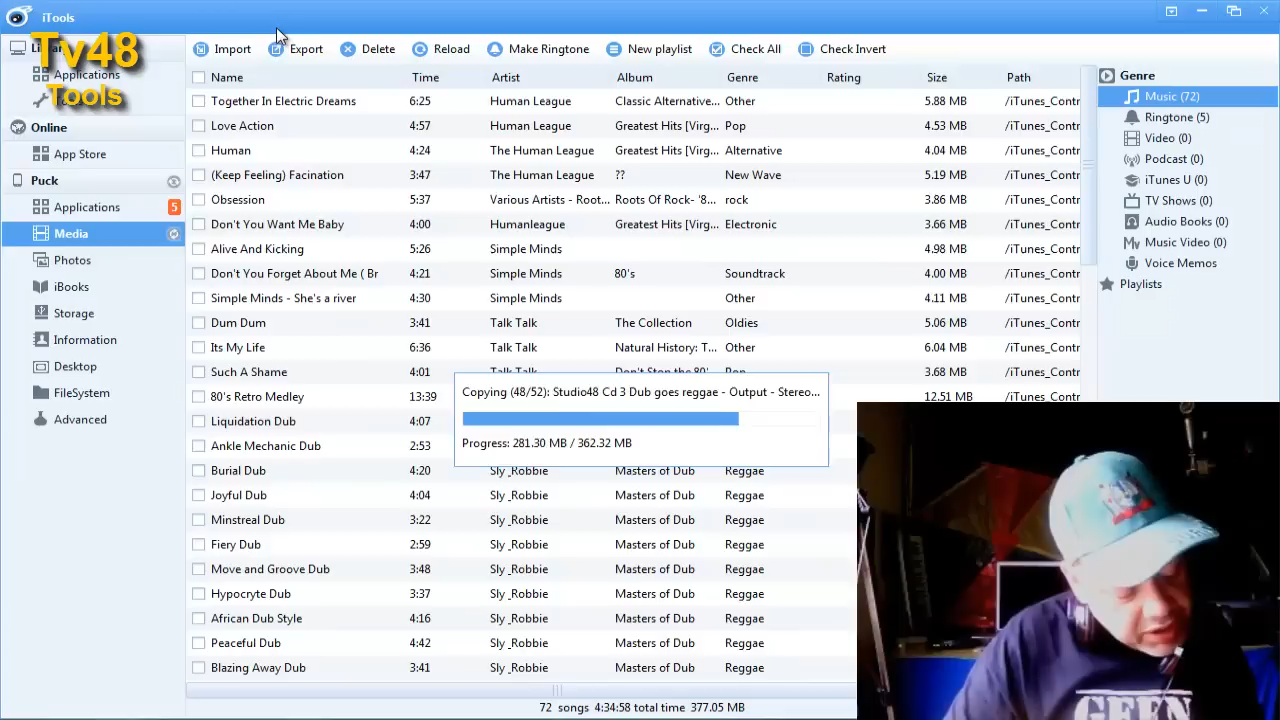 iTools
Library
Tv48
Applications
Tools
Online
App Store
Puck
Applications 5
Media
Photos
iBooks
Storage
Information
Desktop
FileSystem
Advanced
Import Export Delete Reload Make Ringtone New playlist Check All Check Invert
Name Time Artist Album Genre Rating Size Path
Together In Electric Dreams 6:25 Human League Classic Alternative... Other 5.88 MB /iTunes_Contr
Love Action 4:57 Human League Greatest Hits [Virg... Pop 4.53 MB /iTunes_Contr
Human 4:24 The Human League Greatest Hits [Virg... Alternative 4.04 MB /iTunes_Contr
(Keep Feeling) Facination 3:47 The Human League ?? New Wave 5.19 MB /iTunes_Contr
Obsession 5:37 Various Artists - Root... Roots Of Rock- '8... rock 3.86 MB /iTunes_Contr
Don't You Want Me Baby 4:00 Humanleague Greatest Hits [Virg... Electronic 3.66 MB /iTunes_Contr
Alive And Kicking 5:26 Simple Minds 4.98 MB /iTunes_Contr
Don't You Forget About Me ( Br 4:21 Simple Minds 80's Soundtrack 4.00 MB /iTunes_Contr
Simple Minds - She's a river 4:30 Simple Minds Other 4.11 MB /iTunes_Contr
Dum Dum 3:41 Talk Talk The Collection Oldies 5.06 MB /iTunes_Contr
Its My Life 6:36 Talk Talk Natural History: T... Other 6.04 MB /iTunes_Contr
Such A Shame 4:01 Talk Talk Don't Stop the 80'... Pop 3.68 MB /iTunes_Contr
80's Retro Medley 13:39 12.51 MB /iTunes_Contr
Liquidation Dub 4:07
Ankle Mechanic Dub 2:53
Burial Dub 4:20 Sly_Robbie Masters of Dub Reggae
Joyful Dub 4:04 Sly_Robbie Masters of Dub Reggae
Minstreal Dub 3:22 Sly_Robbie Masters of Dub Reggae
Fiery Dub 2:59 Sly_Robbie Masters of Dub Reggae
Move and Groove Dub 3:48 Sly_Robbie Masters of Dub Reggae
Hypocryte Dub 3:37 Sly_Robbie Masters of Dub Reggae
African Dub Style 4:16 Sly_Robbie Masters of Dub Reggae
Peaceful Dub 4:42 Sly_Robbie Masters of Dub Reggae
Blazing Away Dub 3:41 Sly_Robbie Masters of Dub Reggae
Copying (48/52): Studio48 Cd 3 Dub goes reggae - Output - Stereo...
Progress: 281.30 MB / 362.32 MB
72 songs 4:34:58 total time 377.05 MB
Genre
Music (72)
Ringtone (5)
Video (0)
Podcast (0)
iTunes U (0)
TV Shows (0)
Audio Books (0)
Music Video (0)
Voice Memos
Playlists
GEEK